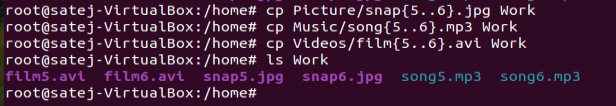 root@satej-VirtualBox:/home# cp Picture/snap{5..6}.jpg Work
root@satej-VirtualBox:/home# cp Music/song{5..6}.mp3 Work
root@satej-VirtualBox:/home# cp Videos/film{5..6}.avi Work
root@satej-VirtualBox:/home# ls Work
film5.avi film6.avi snap5.jpg snap6.jpg song5.mp3 song6.mp3
root@satej-VirtualBox:/home#